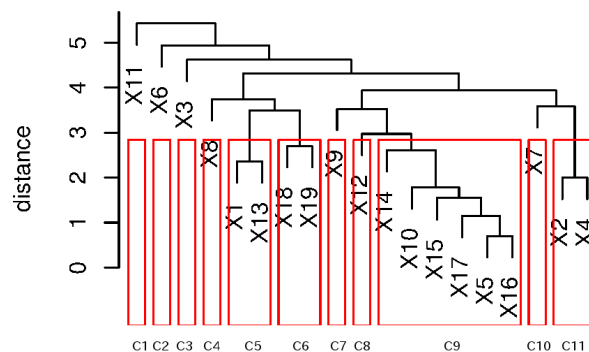 distance
5
4
3
2
1
0
X11
X6
X3
X8
X1
X13
X18
X19
X9
X12
X14
X10
X15
X17
X5
X16
X7
X2
X4
C1 C2 C3 C4 C5 C6 C7 C8 C9 C10 C11